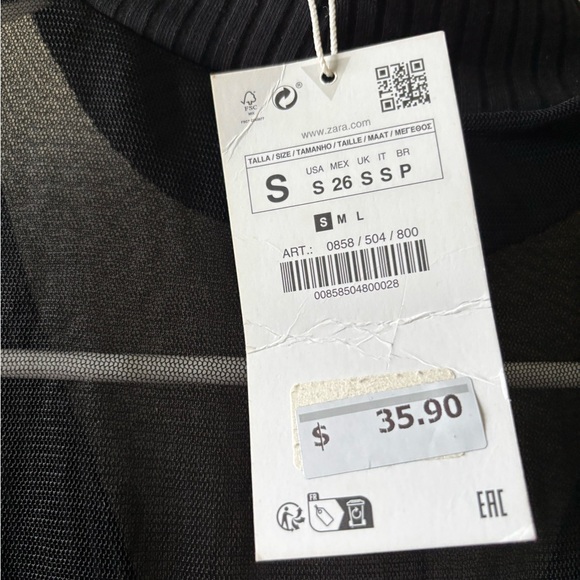 FSC
www.zara.com
TALLA / SIZE / TAMANHO / TAILLE / MAAT / ΜΕΓΕΘΟΣ
USA MEX UK IT BR
S S 26 S S P
S M L
ART.: 0858 / 504 / 800
00858504800028
$ 35.90
FR
EAC